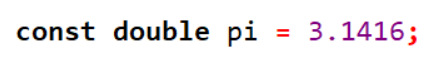 const double pi = 3.1416;